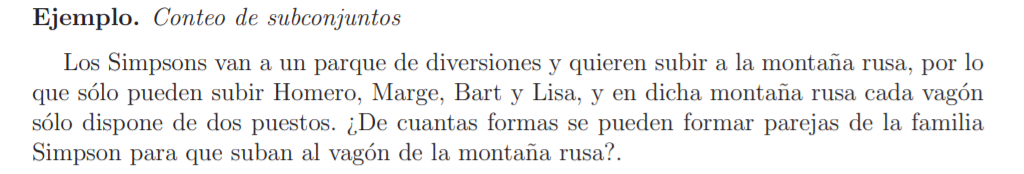 Ejemplo. Conteo de subconjuntos
Los Simpsons van a un parque de diversiones y quieren subir a la montaña rusa, por lo
que sólo pueden subir Homero, Marge, Bart y Lisa, y en dicha montaña rusa cada vagón
sólo dispone de dos puestos. ¿De cuantas formas se pueden formar parejas de la familia
Simpson para que suban al vagón de la montaña rusa?.